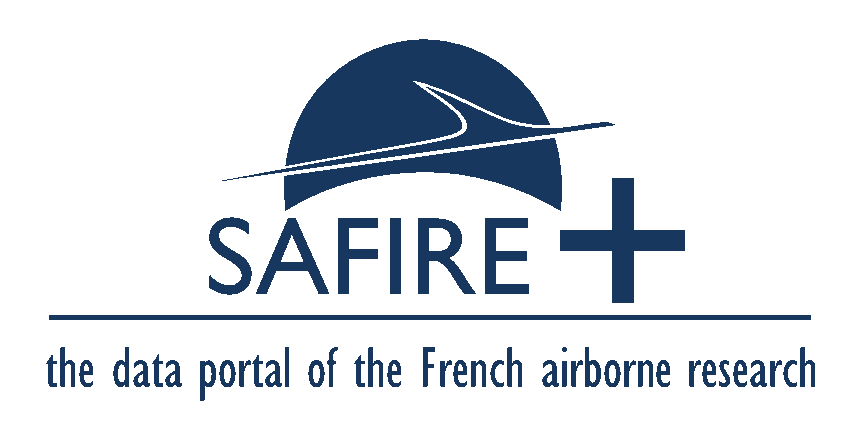 SAFIRE+
the data portal of the French airborne research